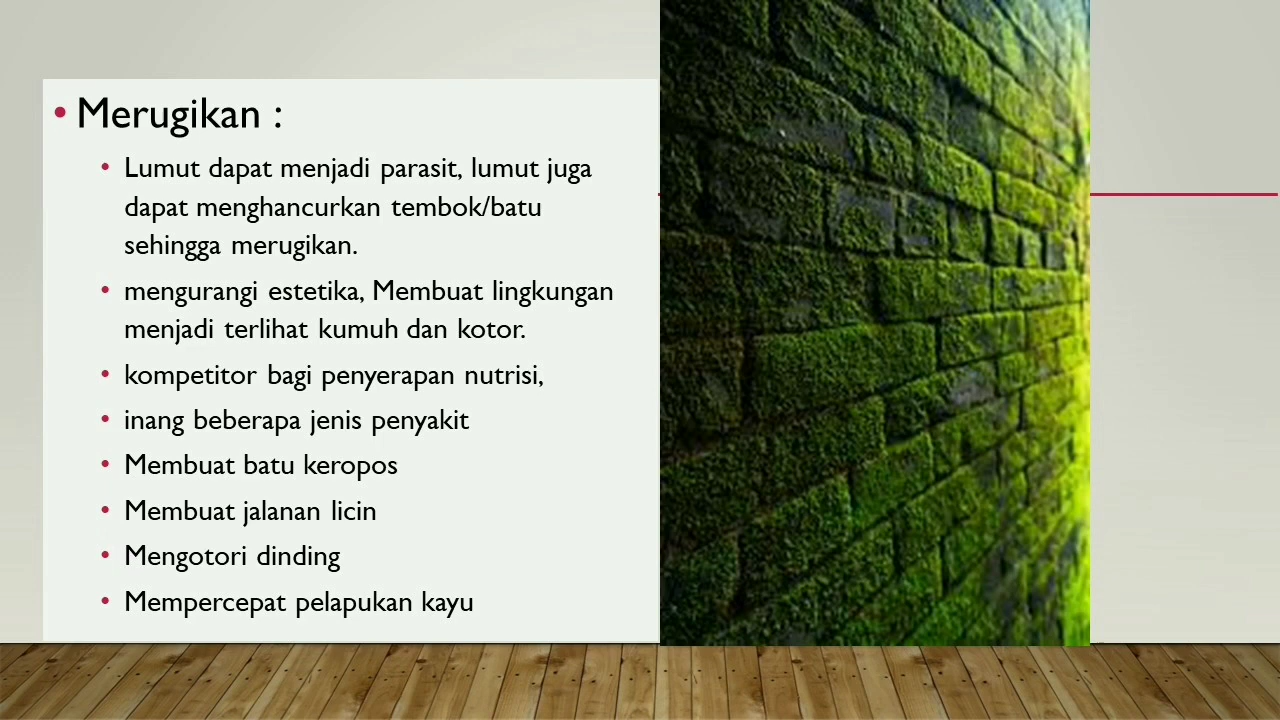 • Merugikan :
• Lumut dapat menjadi parasit, lumut juga
dapat menghancurkan tembok/batu
sehingga merugikan.
• mengurangi estetika, Membuat lingkungan
menjadi terlihat kumuh dan kotor.
• kompetitor bagi penyerapan nutrisi,
• inang beberapa jenis penyakit
• Membuat batu keropos
• Membuat jalanan licin
• Mengotori dinding
• Mempercepat pelapukan kayu